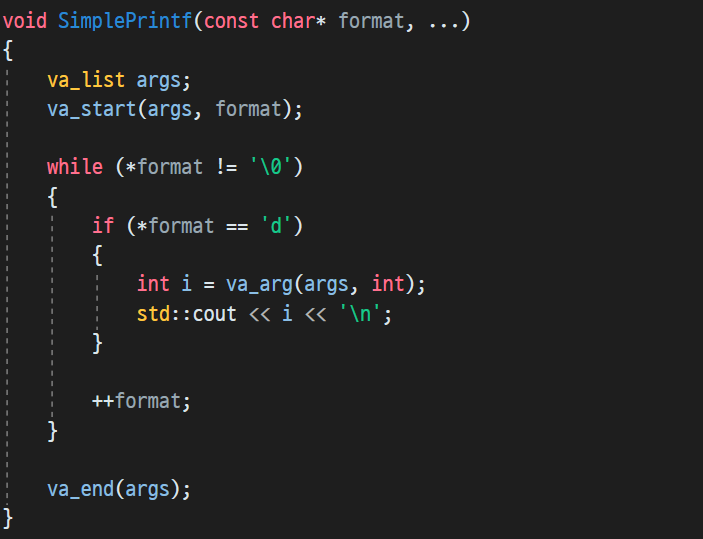 void SimplePrintf(const char* format, ...)
{
    va_list args;
    va_start(args, format);

    while (*format != '\0')
    {
        if (*format == 'd')
        {
            int i = va_arg(args, int);
            std::cout << i << '\n';
        }

        ++format;
    }

    va_end(args);
}